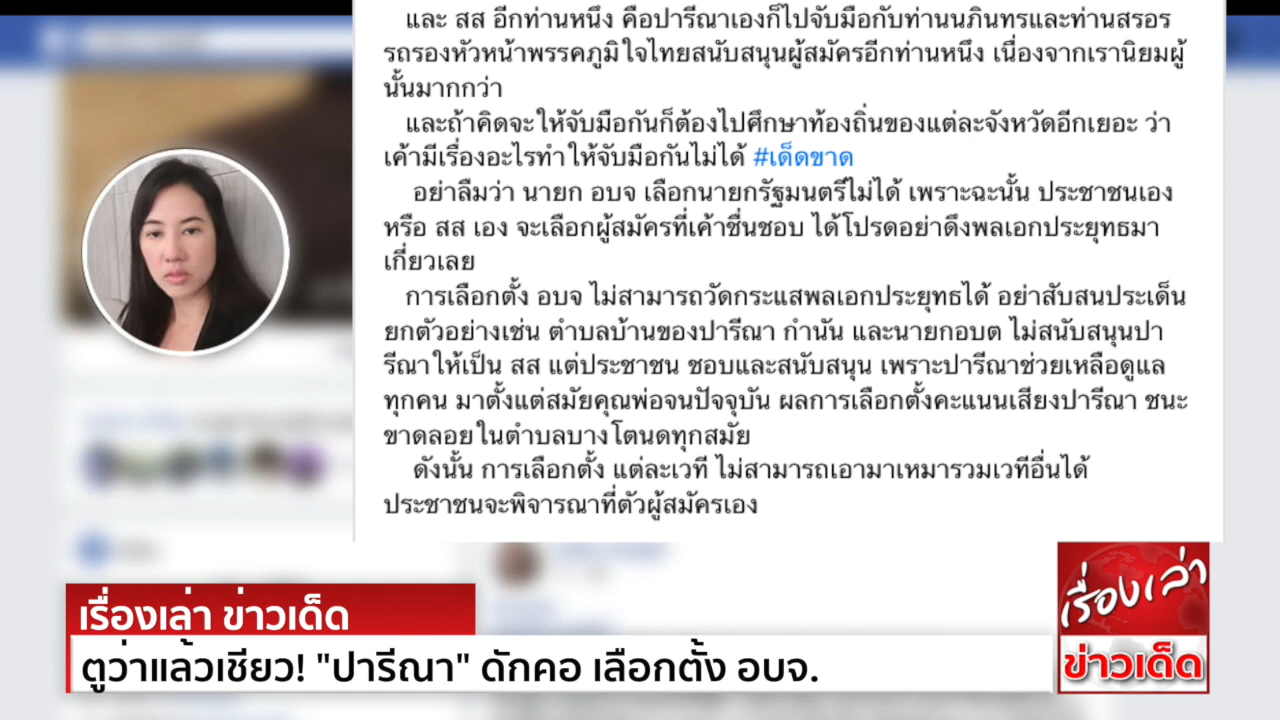 และ สส อีกท่านหนึ่ง คือปารีณาเองก็ไปจับมือกับท่านนภินทรและท่านสรอร
รถรองหัวหน้าพรรคภูมิใจไทยสนับสนุนผู้สมัครอีกท่านหนึ่ง เนื่องจากเรานิยมผู้
นั้นมากกว่า
และถ้าคิดจะให้จับมือกันก็ต้องไปศึกษาท้องถิ่นของแต่ละจังหวัดอีกเยอะ ว่า
เค้ามีเรื่องอะไรทำให้จับมือกันไม่ได้ #เด็ดขาด
อย่าลืมว่า นายก อบจ เลือกนายกรัฐมนตรีไม่ได้ เพราะฉะนั้น ประชาชนเอง
หรือ สส เอง จะเลือกผู้สมัครที่เค้าชื่นชอบ ได้โปรดอย่าดึงพลเอกประยุทธมา
เกี่ยวเลย
การเลือกตั้ง อบจ ไม่สามารถวัดกระแสพลเอกประยุทธได้ อย่าสับสนประเด็น
ยกตัวอย่างเช่น ตำบลบ้านของปารีณา กำนัน และนายกอบต ไม่สนับสนุนปา
รีณาให้เป็น สส แต่ประชาชน ชอบและสนับสนุน เพราะปารีณาช่วยเหลือดูแล
ทุกคน มาตั้งแต่สมัยคุณพ่อจนปัจจุบัน ผลการเลือกตั้งคะแนนเสียงปารีณา ชนะ
ขาดลอยในตำบลบางโตนดทุกสมัย
ดังนั้น การเลือกตั้ง แต่ละเวที ไม่สามารถเอามาเหมารวมเวทีอื่นได้
ประชาชนจะพิจารณาที่ตัวผู้สมัครเอง
เรื่องเล่า ข่าวเด็ด
ตูว่าแล้วเชียว! "ปารีณา" ดักคอ เลือกตั้ง อบจ.
เรื่องเล่า
ข่าวเด็ด